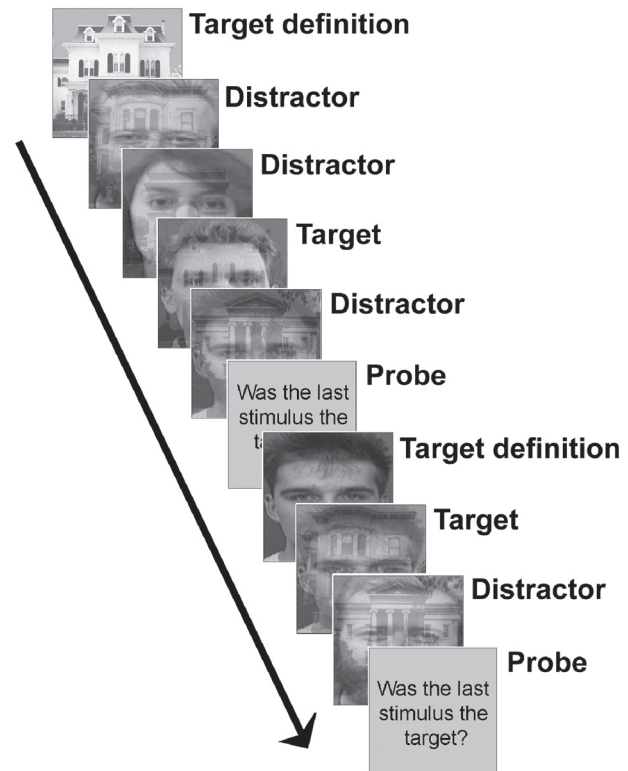 Target definition
Distractor
Distractor
Target
Distractor
Probe
Was the last
stimulus the
Target definition
Target
Distractor
Probe
Was the last
stimulus the
target?